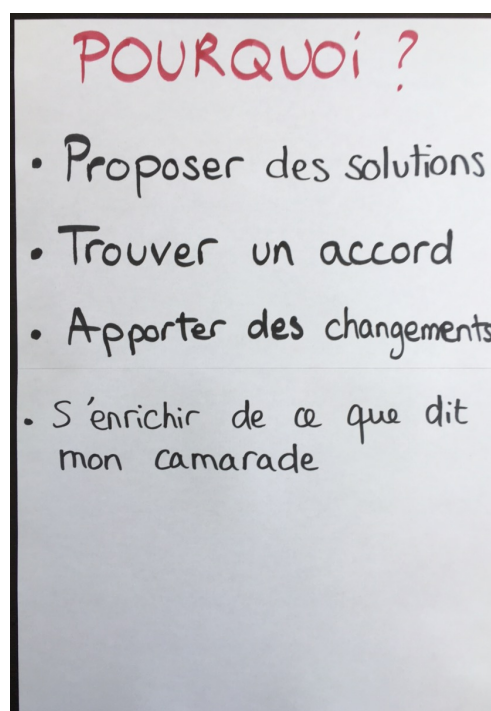 POURQUOI ?
• Proposer des solutions
• Trouver un accord
• Apporter des changements
• S'enrichir de ce que dit
mon camarade